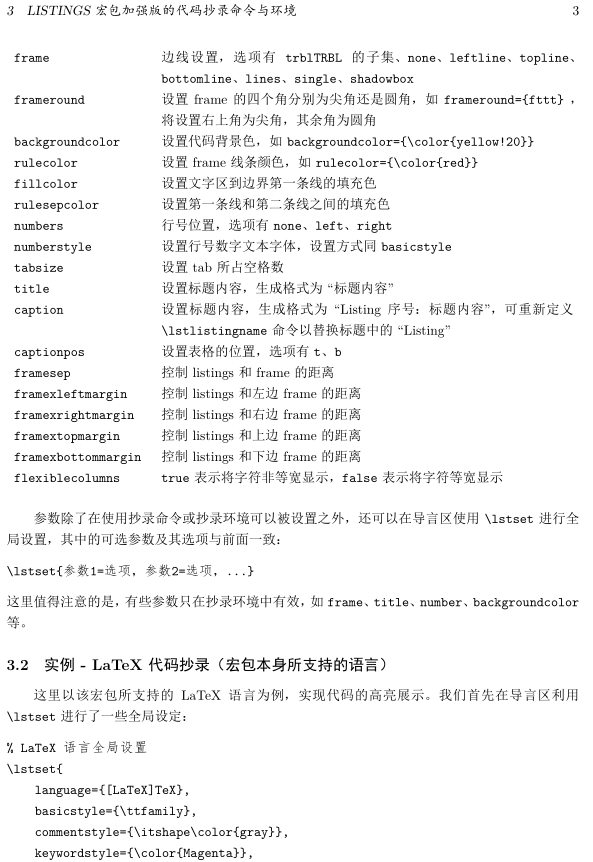 3 LISTINGS 宏包加强版的代码抄录命令与环境 3
frame 边线设置，选项有 trblTRBL 的子集、none、leftline、topline、
bottomline、lines、single、shadowbox
frameround 设置 frame 的四个角分别为尖角还是圆角，如 frameround={fttt}，
将设置右上角为尖角，其余角为圆角
backgroundcolor 设置代码背景色，如 backgroundcolor={\color{yellow!20}}
rulecolor 设置 frame 线条颜色，如 rulecolor={\color{red}}
fillcolor 设置文字区到边界第一条线的填充色
rulesepcolor 设置第一条线和第二条线之间的填充色
numbers 行号位置，选项有 none、left、right
numberstyle 设置行号数字文本字体，设置方式同 basicstyle
tabsize 设置 tab 所占空格数
title 设置标题内容，生成格式为 “标题内容”
caption 设置标题内容，生成格式为 “Listing 序号：标题内容”，可重新定义
\lstlistingname 命令以替换标题中的 “Listing”
captionpos 设置表格的位置，选项有 t、b
framesep 控制 listings 和 frame 的距离
framexleftmargin 控制 listings 和左边 frame 的距离
framexrightmargin 控制 listings 和右边 frame 的距离
framextopmargin 控制 listings 和上边 frame 的距离
framexbottommargin 控制 listings 和下边 frame 的距离
flexiblecolumns true 表示将字符非等宽显示，false 表示将字符等宽显示
参数除了在使用抄录命令或抄录环境可以被设置之外，还可以在导言区使用 \lstset 进行全
局设置，其中的可选参数及其选项与前面一致：
\lstset{参数1=选项, 参数2=选项, ...}
这里值得注意的是，有些参数只在抄录环境中有效，如 frame、title、number、backgroundcolor
等。
3.2 实例 - LaTeX 代码抄录（宏包本身所支持的语言）
这里以该宏包所支持的 LaTeX 语言为例，实现代码的高亮展示。我们首先在导言区利用
\lstset 进行了一些全局设定：
% LaTeX 语言全局设置
\lstset{
language={[LaTeX]TeX},
basicstyle={\ttfamily},
commentstyle={\itshape\color{gray}},
keywordstyle={\color{Magenta}},